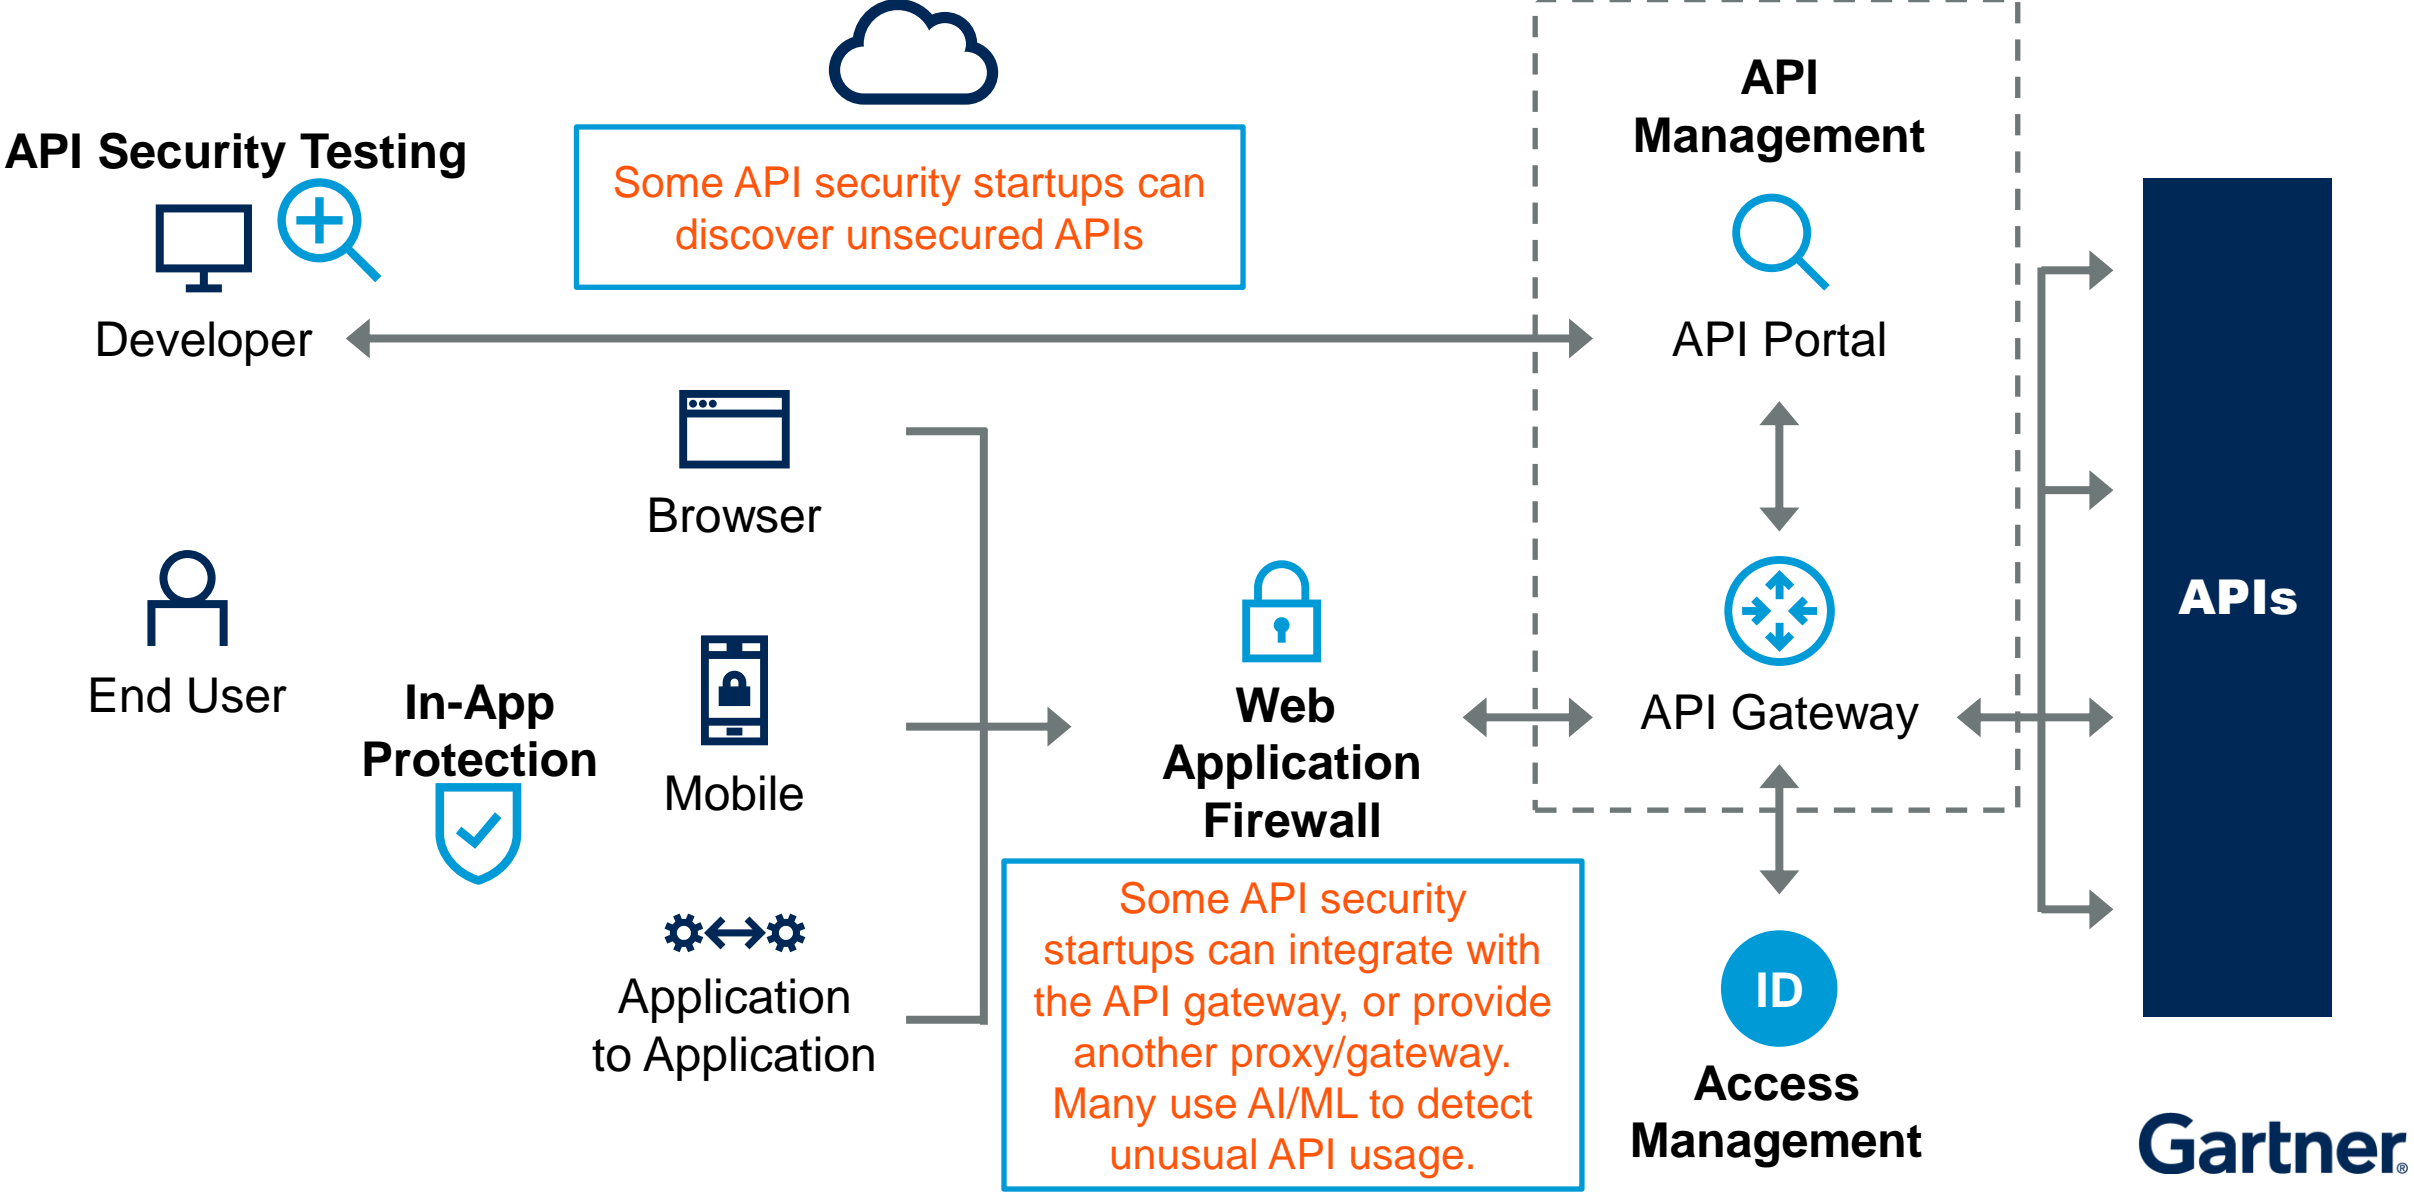 API Security Testing
Some API security startups can
discover unsecured APIs
API
Management
Developer
API Portal
Browser
End User
In-App
Protection
Mobile
Web
Application
Firewall
API Gateway
APIs
Application
to Application
Some API security
startups can integrate with
the API gateway, or provide
another proxy/gateway.
Many use AI/ML to detect
unusual API usage.
ID
Access
Management
Gartner®